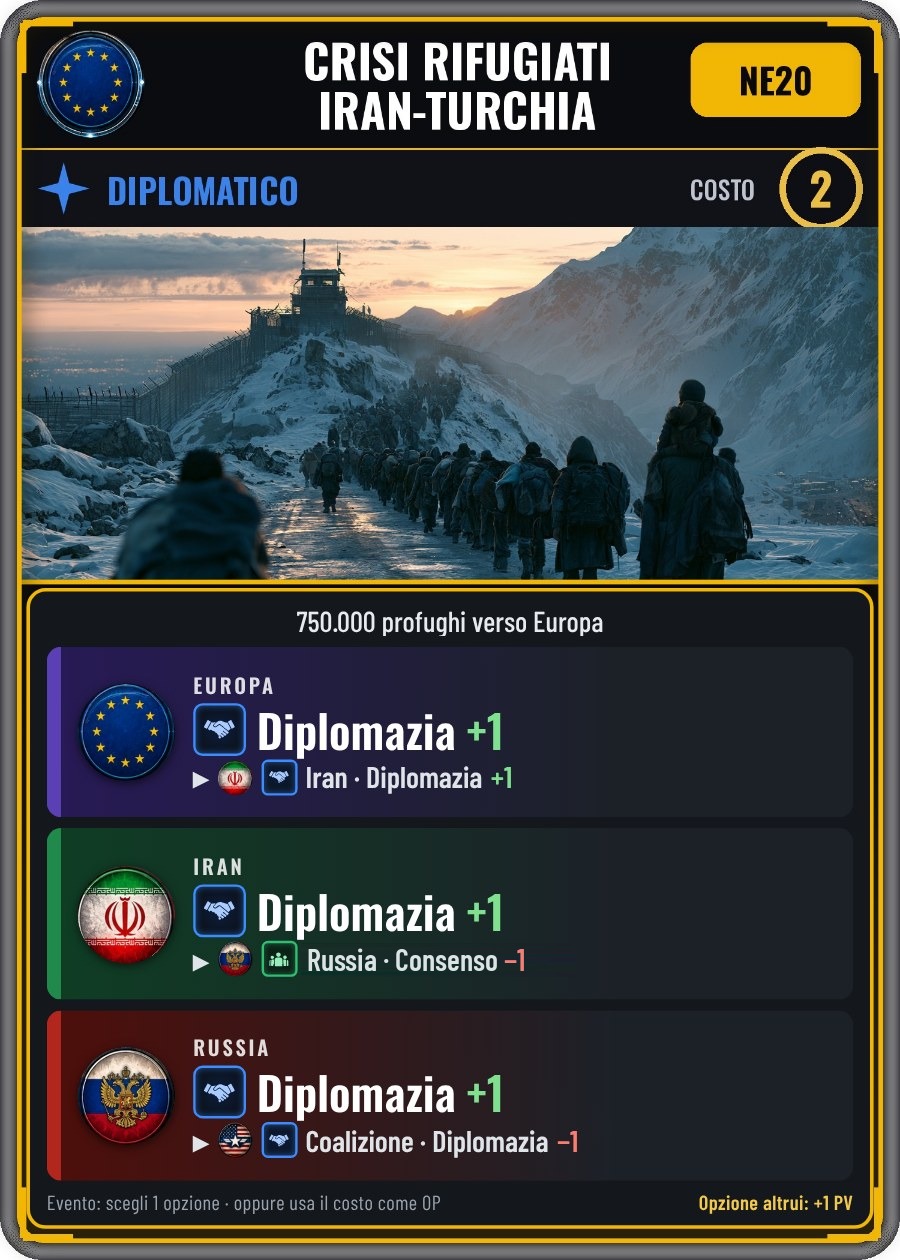 CRISI RIFUGIATI
IRAN-TURCHIA
NE20
DIPLOMATICO
COSTO
2
750.000 profughi verso Europa
EUROPA
Diplomazia +1
▶ Iran · Diplomazia +1
IRAN
Diplomazia +1
▶ Russia · Consenso −1
RUSSIA
Diplomazia +1
▶ Coalizione · Diplomazia −1
Evento: scegli 1 opzione · oppure usa il costo come OP
Opzione altrui: +1 PV